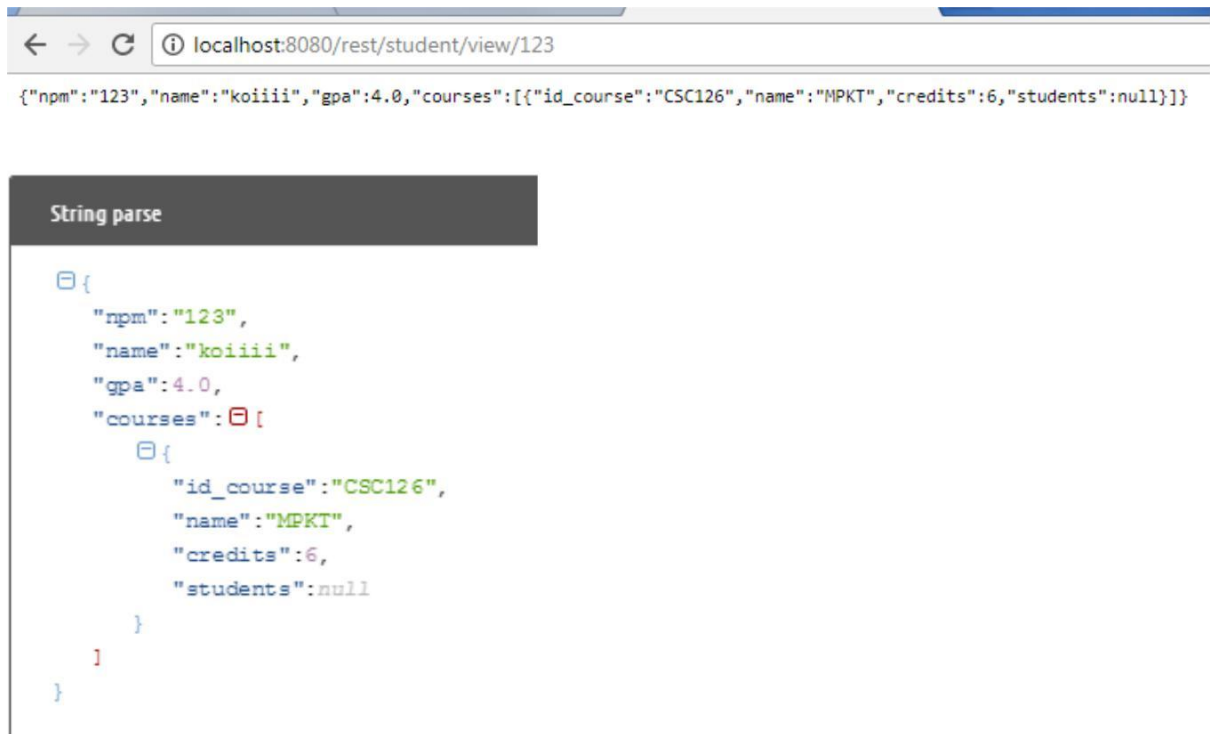 localhost:8080/rest/student/view/123
{"npm":"123","name":"koiiii","gpa":4.0,"courses":[{"id_course":"CSC126","name":"MPKT","credits":6,"students":null}]}
String parse
{
"npm":"123",
"name":"koiiii",
"gpa":4.0,
"courses":[
{
"id_course":"CSC126",
"name":"MPKT",
"credits":6,
"students":null
}
]
}